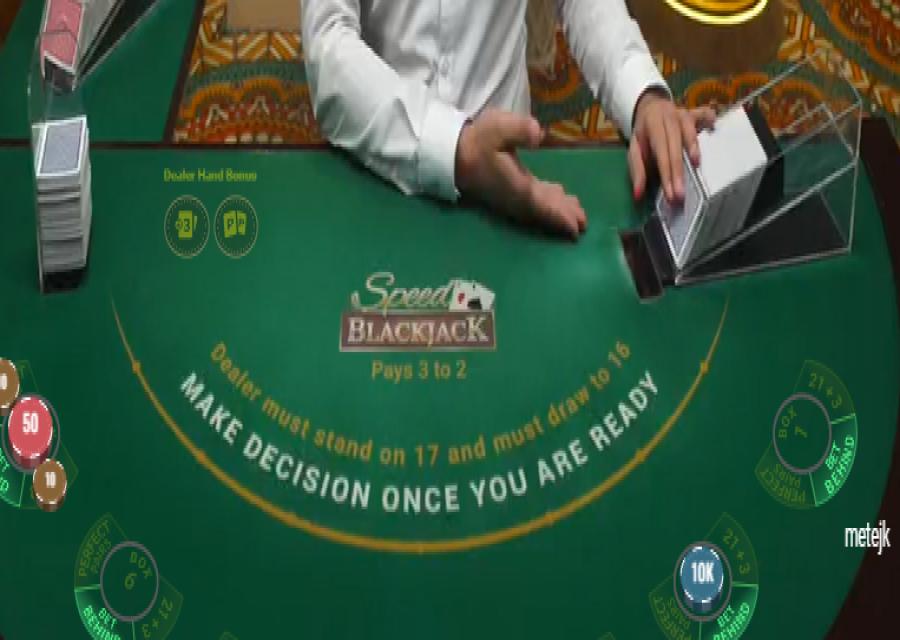 Dealer Hand Bonus
Speed
BLACKJACK
Pays 3 to 2
Dealer must stand on 17 and must draw to 16
MAKE DECISION ONCE YOU ARE READY
50
10
21+3
BOX
7
BET
BEHIND
PERFECT
PAIRS
metejk
PERFECT
PAIRS
BOX
6
BET
BEHIND
21+3
10K
21+3
BET
BEHIND
PERFECT
PAIRS